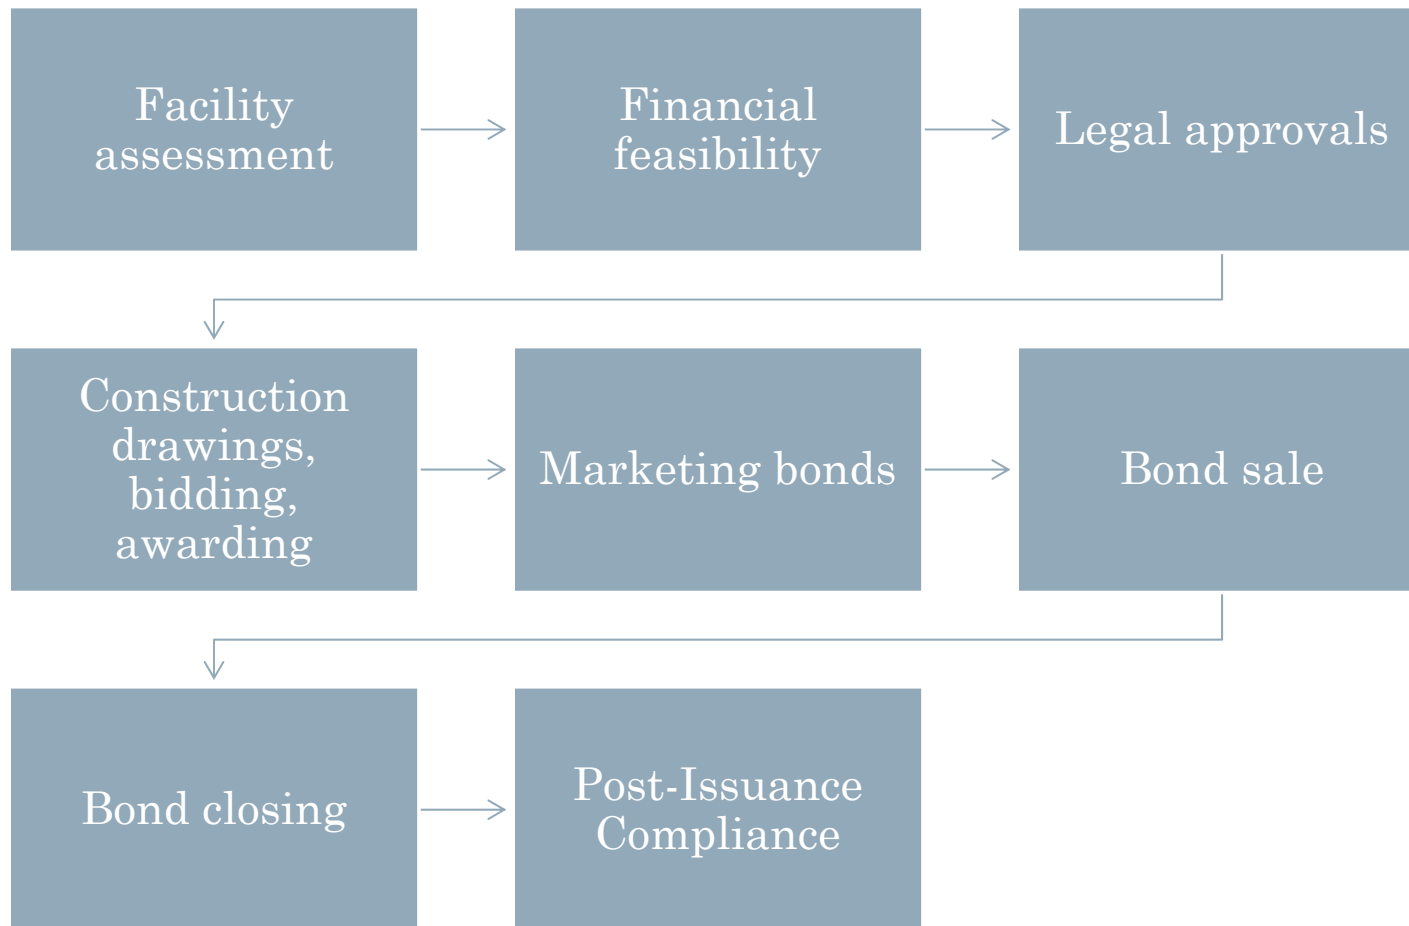 Facility
assessment
Financial
feasibility
Legal approvals
Construction
drawings,
bidding,
awarding
Marketing bonds
Bond sale
Bond closing
Post-Issuance
Compliance